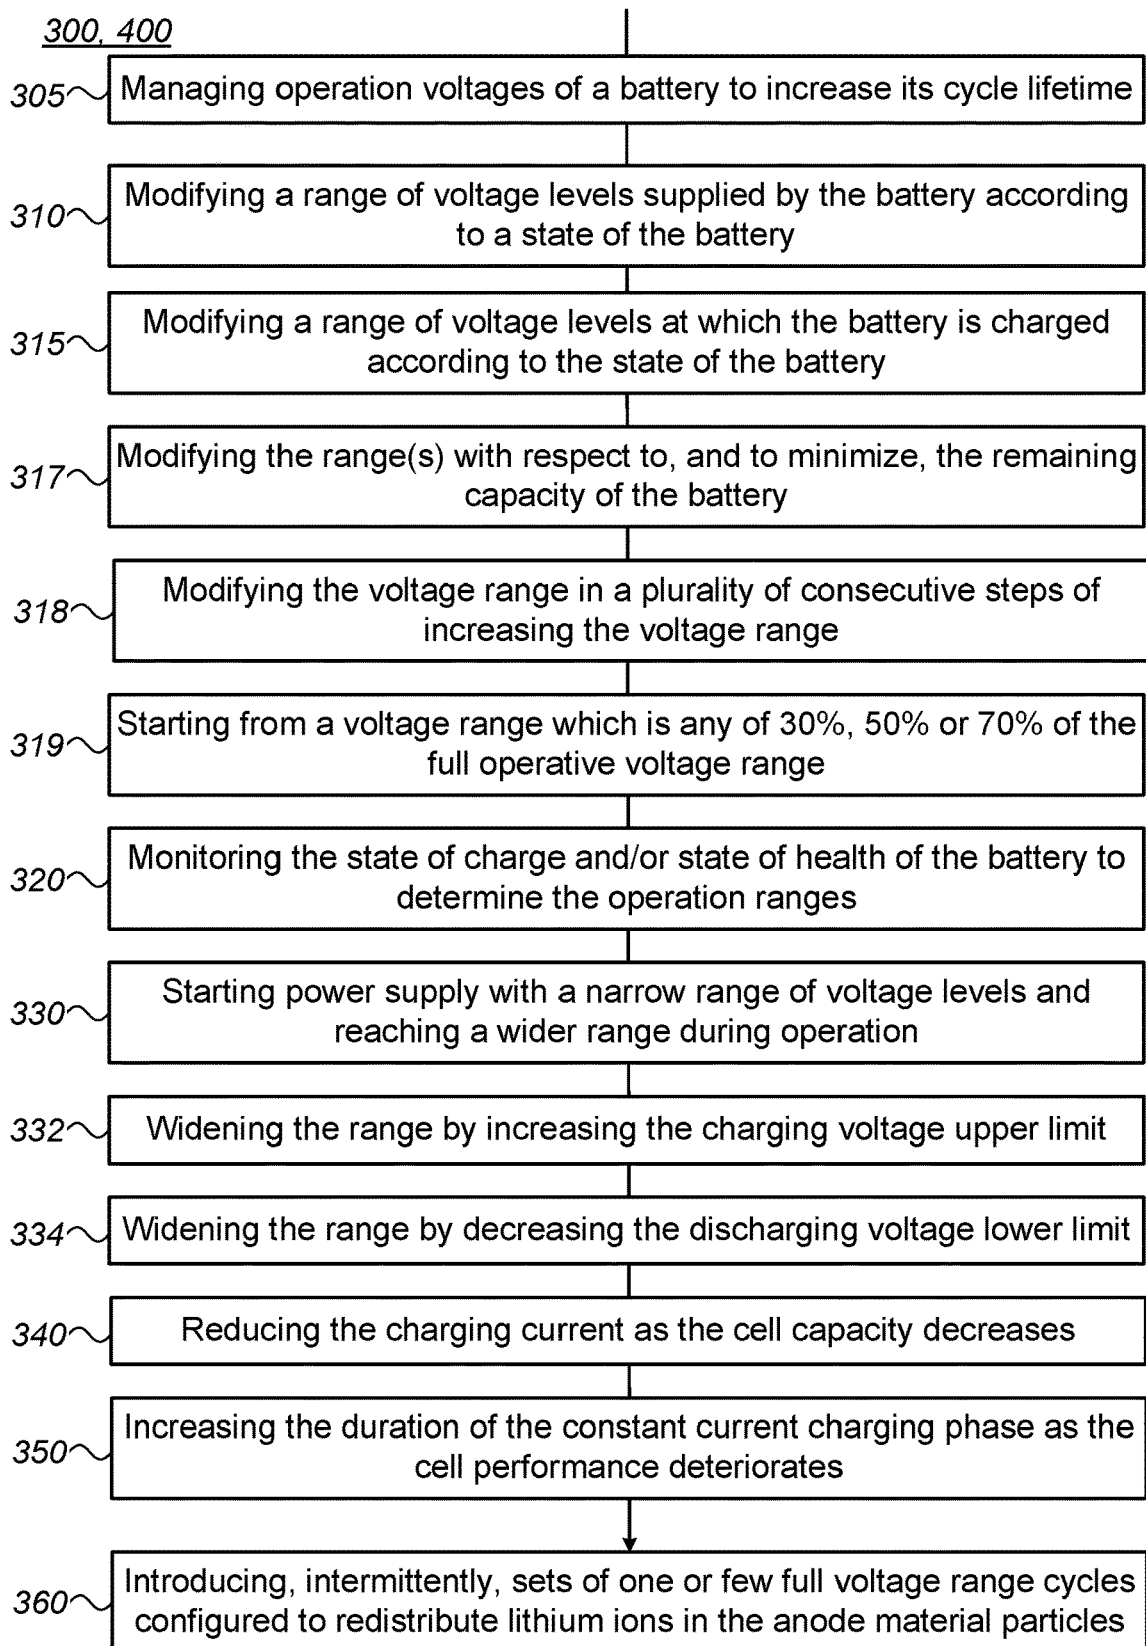 300, 400
305 Managing operation voltages of a battery to increase its cycle lifetime
310 Modifying a range of voltage levels supplied by the battery according
to a state of the battery
315 Modifying a range of voltage levels at which the battery is charged
according to the state of the battery
317 Modifying the range(s) with respect to, and to minimize, the remaining
capacity of the battery
318 Modifying the voltage range in a plurality of consecutive steps of
increasing the voltage range
319 Starting from a voltage range which is any of 30%, 50% or 70% of the
full operative voltage range
320 Monitoring the state of charge and/or state of health of the battery to
determine the operation ranges
330 Starting power supply with a narrow range of voltage levels and
reaching a wider range during operation
332 Widening the range by increasing the charging voltage upper limit
334 Widening the range by decreasing the discharging voltage lower limit
340 Reducing the charging current as the cell capacity decreases
350 Increasing the duration of the constant current charging phase as the
cell performance deteriorates
360 Introducing, intermittently, sets of one or few full voltage range cycles
configured to redistribute lithium ions in the anode material particles